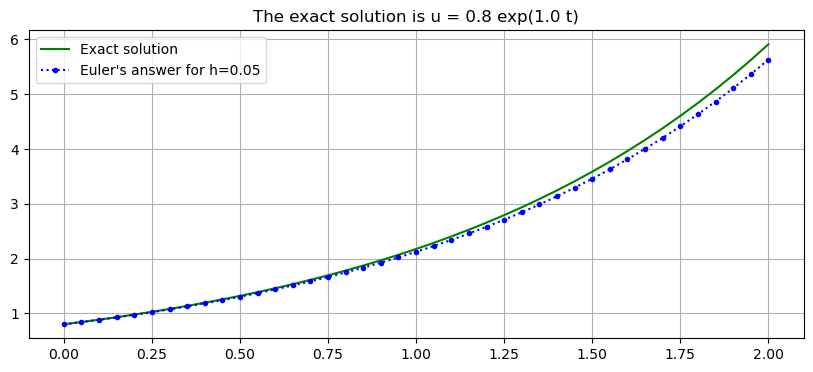 The exact solution is u = 0.8 exp(1.0 t)
Exact solution
Euler's answer for h=0.05
6
5
4
3
2
1
0.00 0.25 0.50 0.75 1.00 1.25 1.50 1.75 2.00